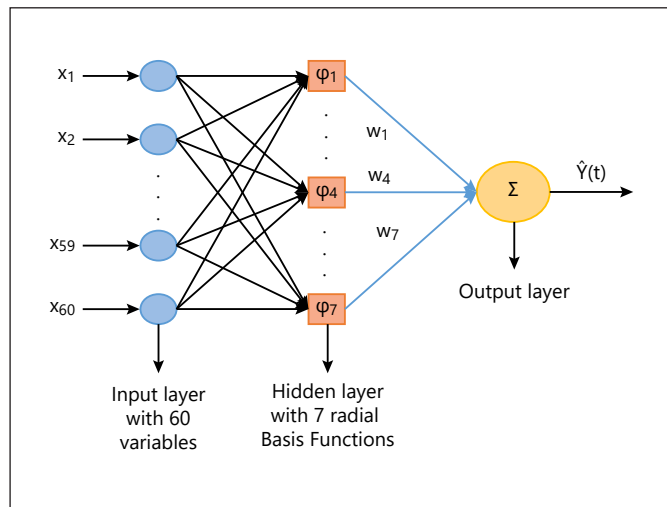 x1
φ1
x2
w1
w4
φ4
Σ
Ŷ(t)
w7
x59
x60
φ7
Output layer
Input layer
with 60
variables
Hidden layer
with 7 radial
Basis Functions